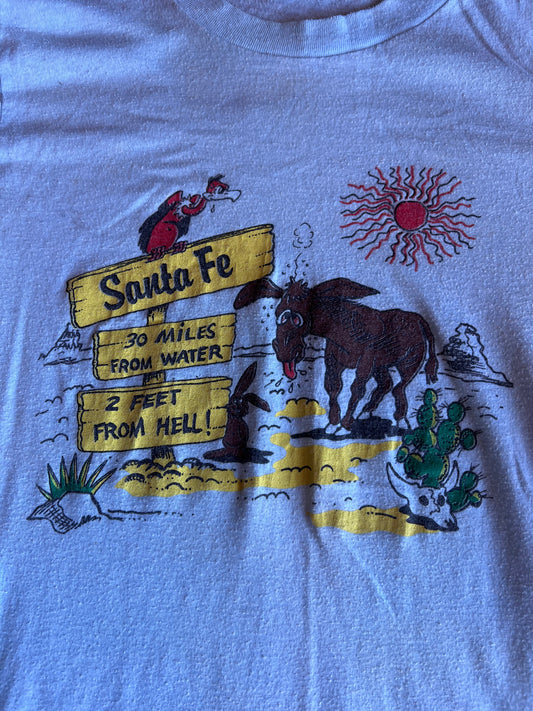 Santa Fe
30 MILES
FROM WATER
2 FEET
FROM HELL!